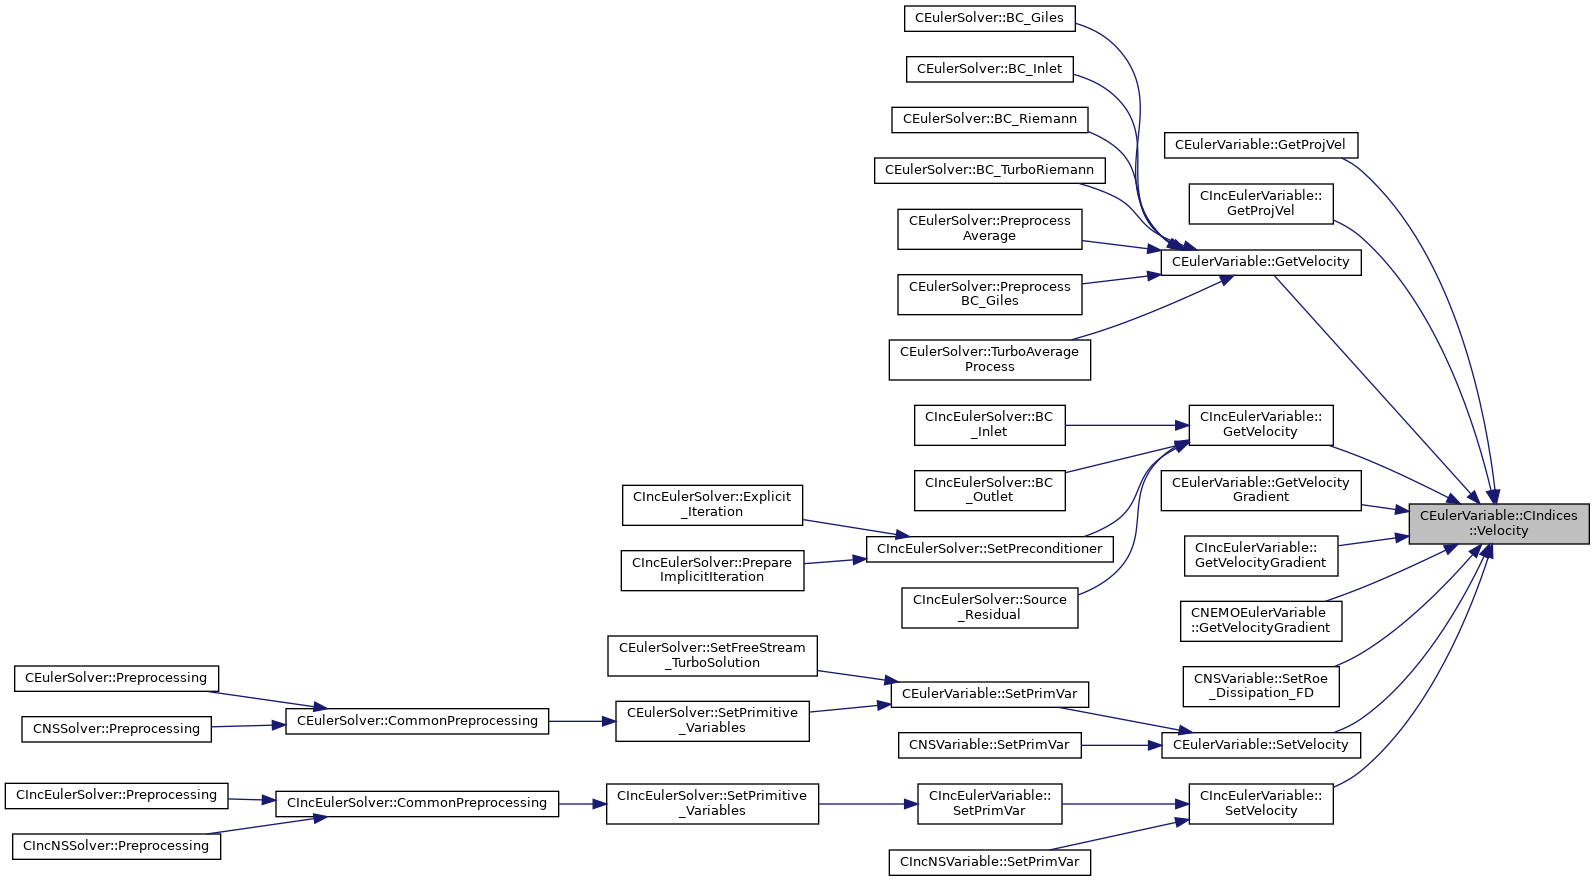 CEulerSolver::BC_Giles
CEulerSolver::BC_Inlet
CEulerSolver::BC_Riemann
CEulerSolver::BC_TurboRiemann
CEulerSolver::Preprocess
Average
CEulerSolver::Preprocess
BC_Giles
CEulerSolver::TurboAverage
Process
CEulerVariable::GetProjVel
CIncEulerVariable::
GetProjVel
CEulerVariable::GetVelocity
CIncEulerSolver::BC
_Inlet
CIncEulerSolver::BC
_Outlet
CIncEulerSolver::Explicit
_Iteration
CIncEulerSolver::Prepare
ImplicitIteration
CIncEulerSolver::SetPreconditioner
CIncEulerSolver::Source
_Residual
CIncEulerVariable::
GetVelocity
CEulerVariable::GetVelocity
Gradient
CIncEulerVariable::
GetVelocityGradient
CNEMOEulerVariable
::GetVelocityGradient
CNSVariable::SetRoe
_Dissipation_FD
CEulerVariable::CIndices
::Velocity
CEulerSolver::SetFreeStream
_TurboSolution
CEulerSolver::Preprocessing
CNSSolver::Preprocessing
CEulerSolver::CommonPreprocessing
CEulerSolver::SetPrimitive
_Variables
CEulerVariable::SetPrimVar
CNSVariable::SetPrimVar
CEulerVariable::SetVelocity
CIncEulerSolver::Preprocessing
CIncNSSolver::Preprocessing
CIncEulerSolver::CommonPreprocessing
CIncEulerSolver::SetPrimitive
_Variables
CIncEulerVariable::
SetPrimVar
CIncNSVariable::SetPrimVar
CIncEulerVariable::
SetVelocity